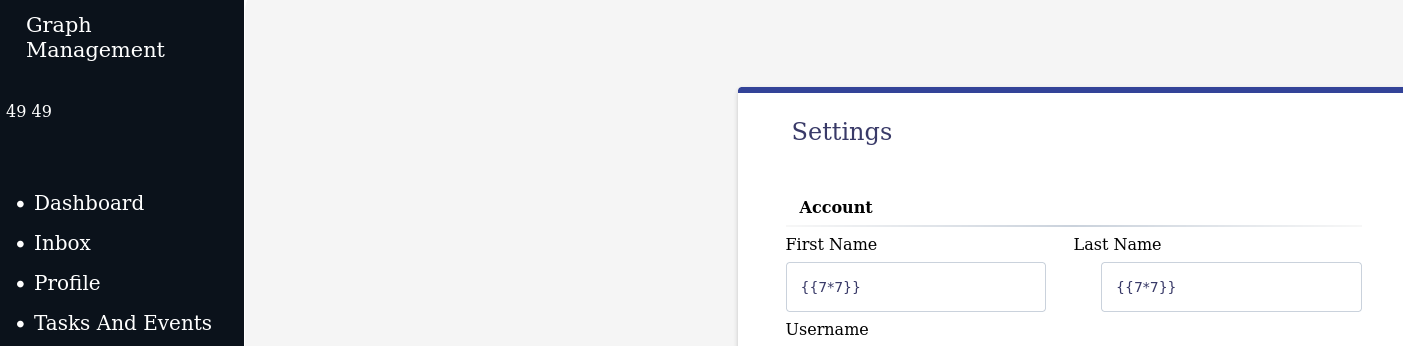 Graph
Management
49 49
Dashboard
Inbox
Profile
Tasks And Events
Settings
Account
First Name
Last Name
{{7*7}}
{{7*7}}
Username